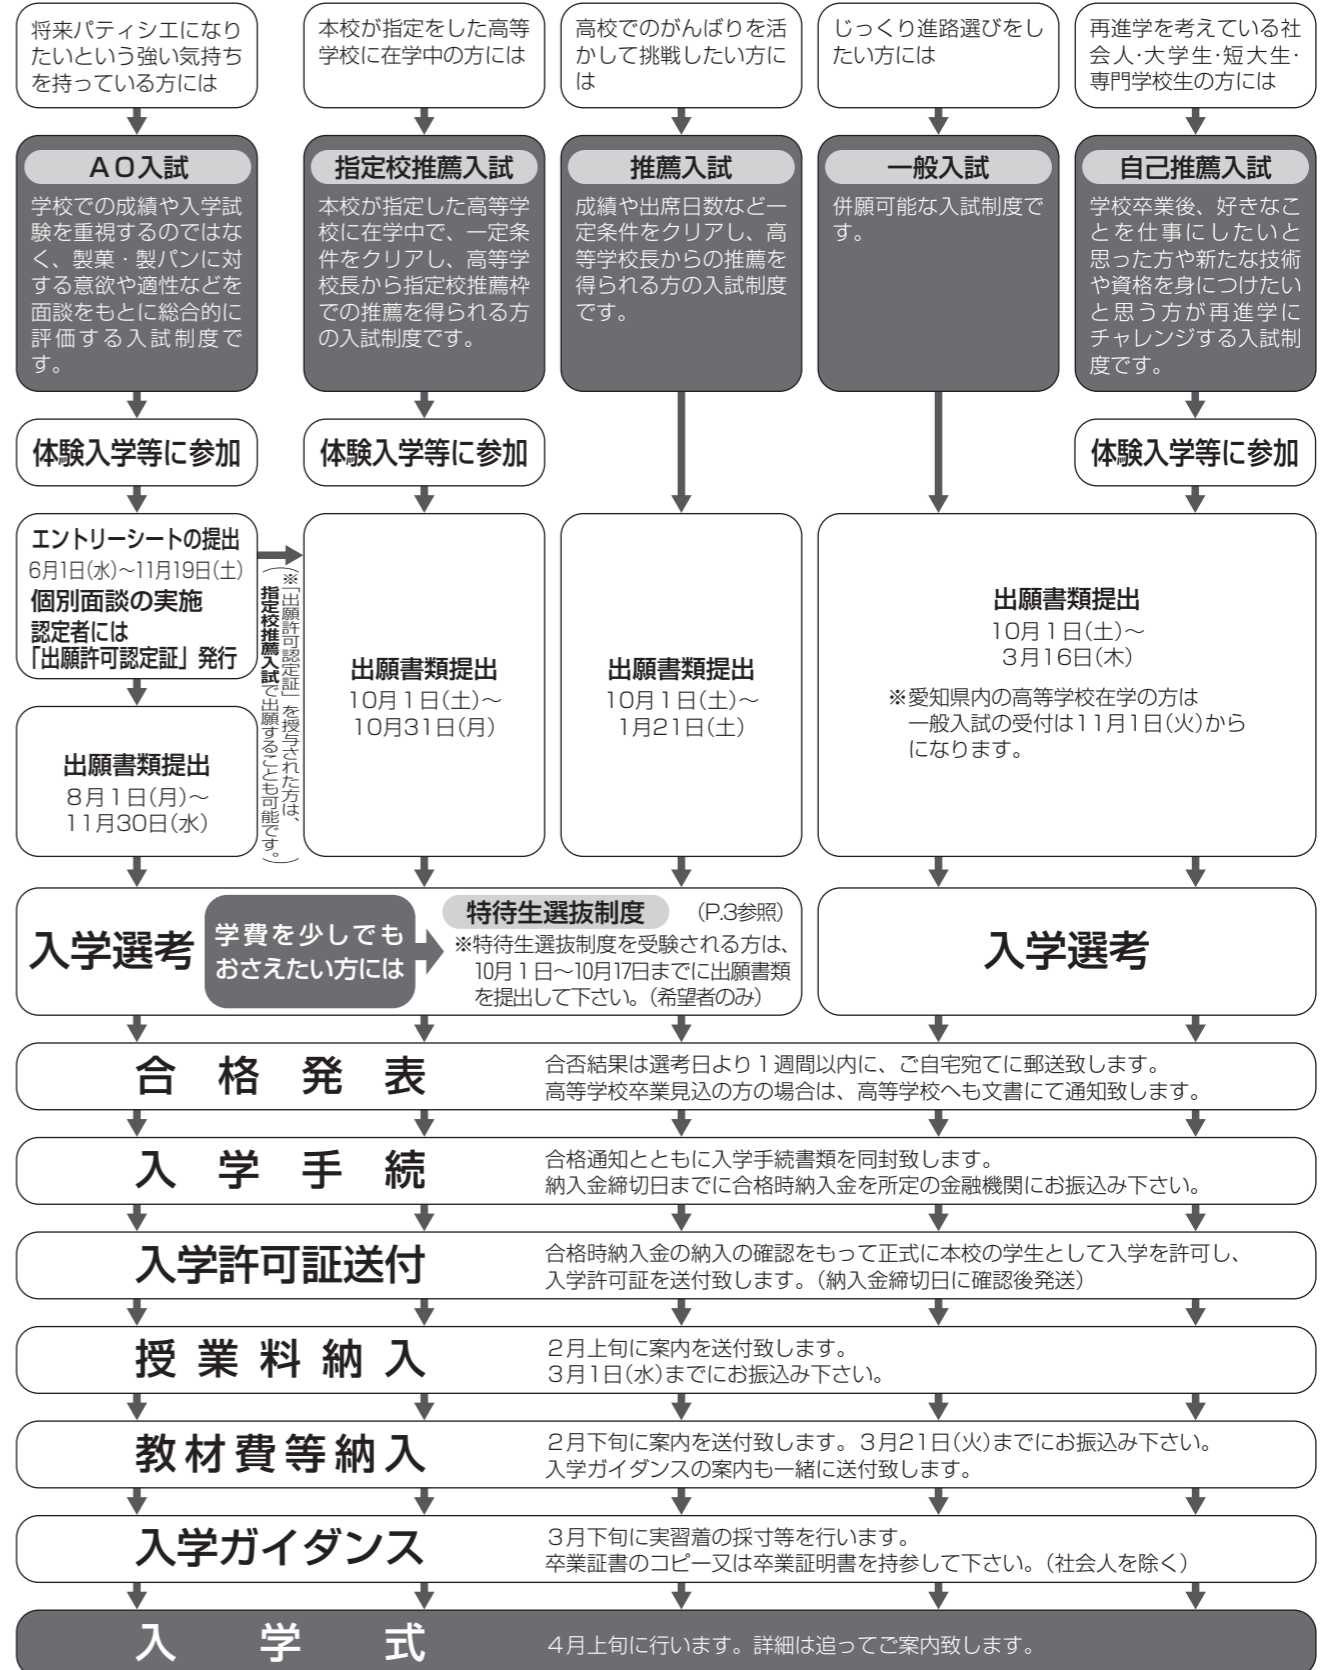 将来パティシエになり
たいという強い気持ち
を持っている方には
本校が指定をした高等
学校に在学中の方には
高校でのがんばりを活
かして挑戦したい方に
は
じっくり進路選びをし
たい方には
再進学を考えている社
会人・大学生・短大生・
専門学校生の方には
AO入試
学校での成績や入学試
験を重視するのではな
く、製菓・製パンに対
する意欲や適性などを
面談をもとに総合的に
評価する入試制度で
す。
指定校推薦入試
本校が指定した高等学
校に在学中で、一定条
件をクリアし、高等学
校長から指定校推薦枠
での推薦を得られる方
の入試制度です。
推薦入試
成績や出席日数など一
定条件をクリアし、高
等学校長からの推薦を
得られる方の入試制度
です。
一般入試
併願可能な入試制度で
す。
自己推薦入試
学校卒業後、好きなこ
とを仕事にしたいと
思った方や新たな技術
や資格を身につけたい
と思う方が再進学に
チャレンジする入試制
度です。
体験入学等に参加
体験入学等に参加
体験入学等に参加
エントリーシートの提出
6月1日(水)～11月19日(土)
個別面談の実施
認定者には
「出願許可認定証」発行
出願書類提出
8月1日(月)～
11月30日(水)
(※「出願許可認定証」を授与された方は、
指定校推薦入試で出願することも可能です。)
出願書類提出
10月1日(土)～
10月31日(月)
出願書類提出
10月1日(土)～
1月21日(土)
出願書類提出
10月1日(土)～
3月16日(木)
※愛知県内の高等学校在学の方は
一般入試の受付は11月1日(火)から
になります。
入学選考
学費を少しでも
おさえたい方には
特待生選抜制度 (P.3参照)
※特待生選抜制度を受験される方は、
10月1日～10月17日までに出願書類
を提出して下さい。(希望者のみ)
入学選考
合格発表
合否結果は選考日より1週間以内に、ご自宅宛てに郵送致します。
高等学校卒業見込の方の場合は、高等学校へも文書にて通知致します。
入学手続
合格通知とともに入学手続書類を同封致します。
納入金締切日までに合格時納入金を所定の金融機関にお振込み下さい。
入学許可証送付
合格時納入金の納入の確認をもって正式に本校の学生として入学を許可し、
入学許可証を送付致します。(納入金締切日に確認後発送)
授業料納入
2月上旬に案内を送付致します。
3月1日(水)までにお振込み下さい。
教材費等納入
2月下旬に案内を送付致します。3月21日(火)までにお振込み下さい。
入学ガイダンスの案内も一緒に送付致します。
入学ガイダンス
3月下旬に実習着の採寸等を行います。
卒業証書のコピー又は卒業証明書を持参して下さい。(社会人を除く)
入学式
4月上旬に行います。詳細は追ってご案内致します。